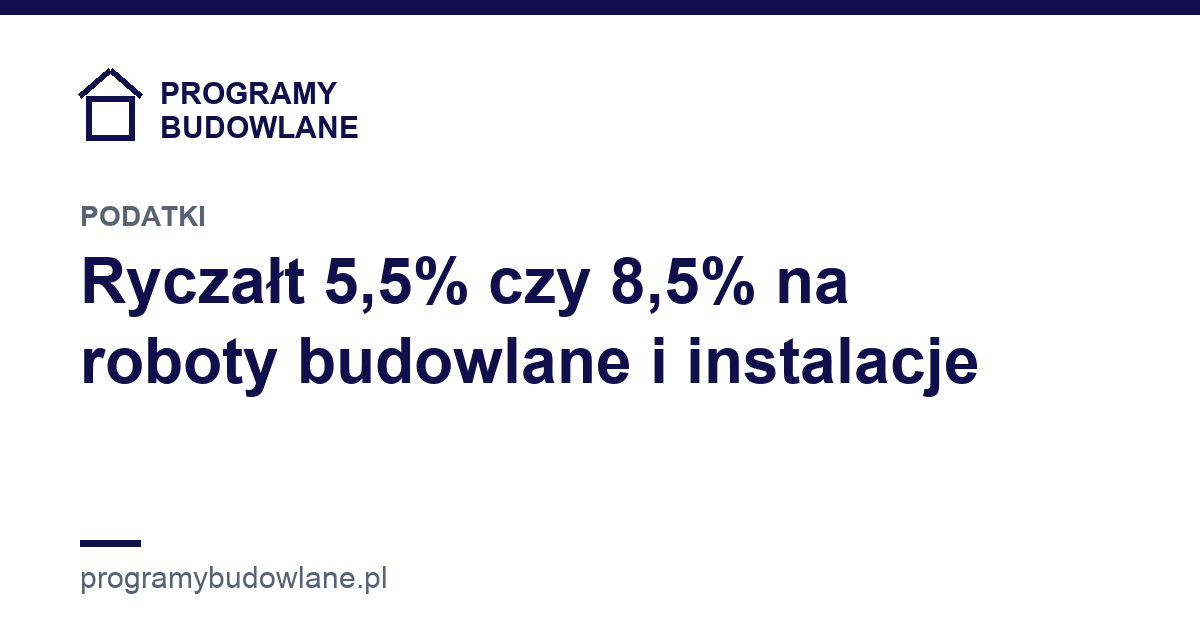 PROGRAMY
BUDOWLANE
PODATKI
Ryczałt 5,5% czy 8,5% na
roboty budowlane i instalacje
programybudowlane.pl